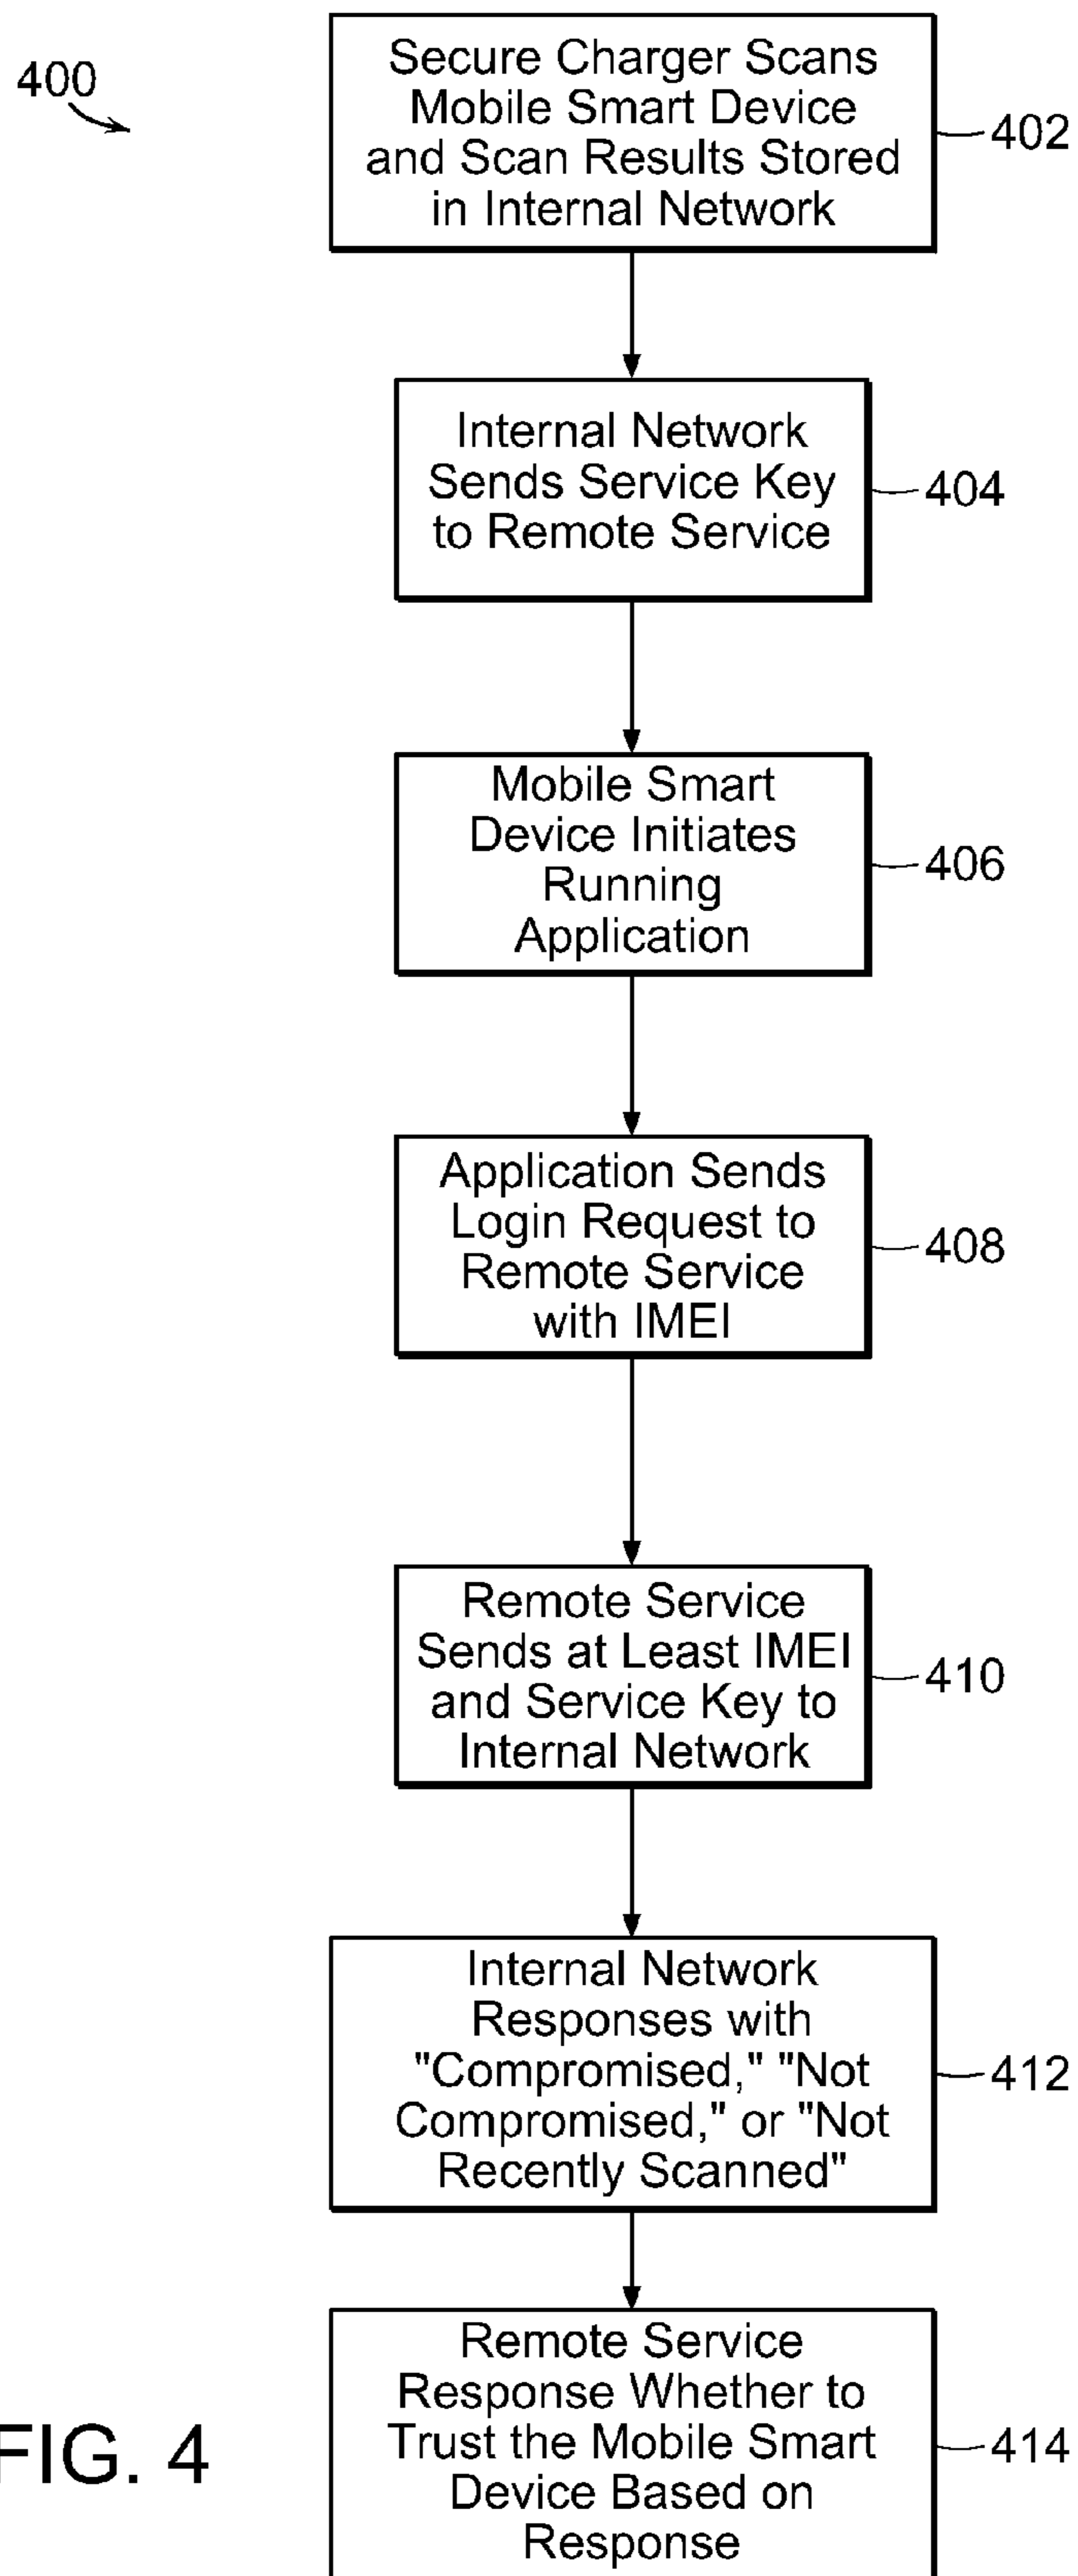 400
Secure Charger Scans
Mobile Smart Device
and Scan Results Stored
in Internal Network
402
Internal Network
Sends Service Key
to Remote Service
404
Mobile Smart
Device Initiates
Running
Application
406
Application Sends
Login Request to
Remote Service
with IMEI
408
Remote Service
Sends at Least IMEI
and Service Key to
Internal Network
410
Internal Network
Responses with
"Compromised," "Not
Compromised," or "Not
Recently Scanned"
412
Remote Service
Response Whether to
Trust the Mobile Smart
Device Based on
Response
414
FIG. 4